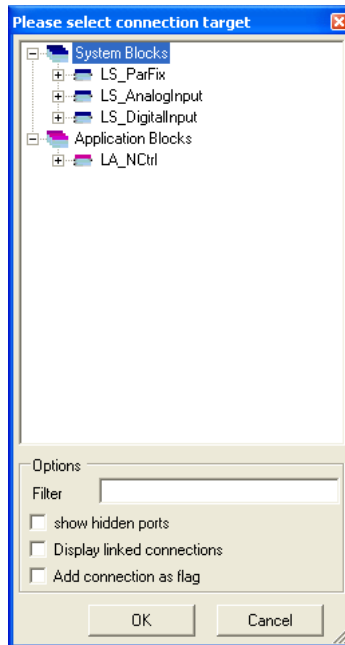 Please select connection target
System Blocks
LS_ParFix
LS_AnalogInput
LS_DigitalInput
Application Blocks
LA_NCtrl
Options
Filter
show hidden ports
Display linked connections
Add connection as flag
OK Cancel